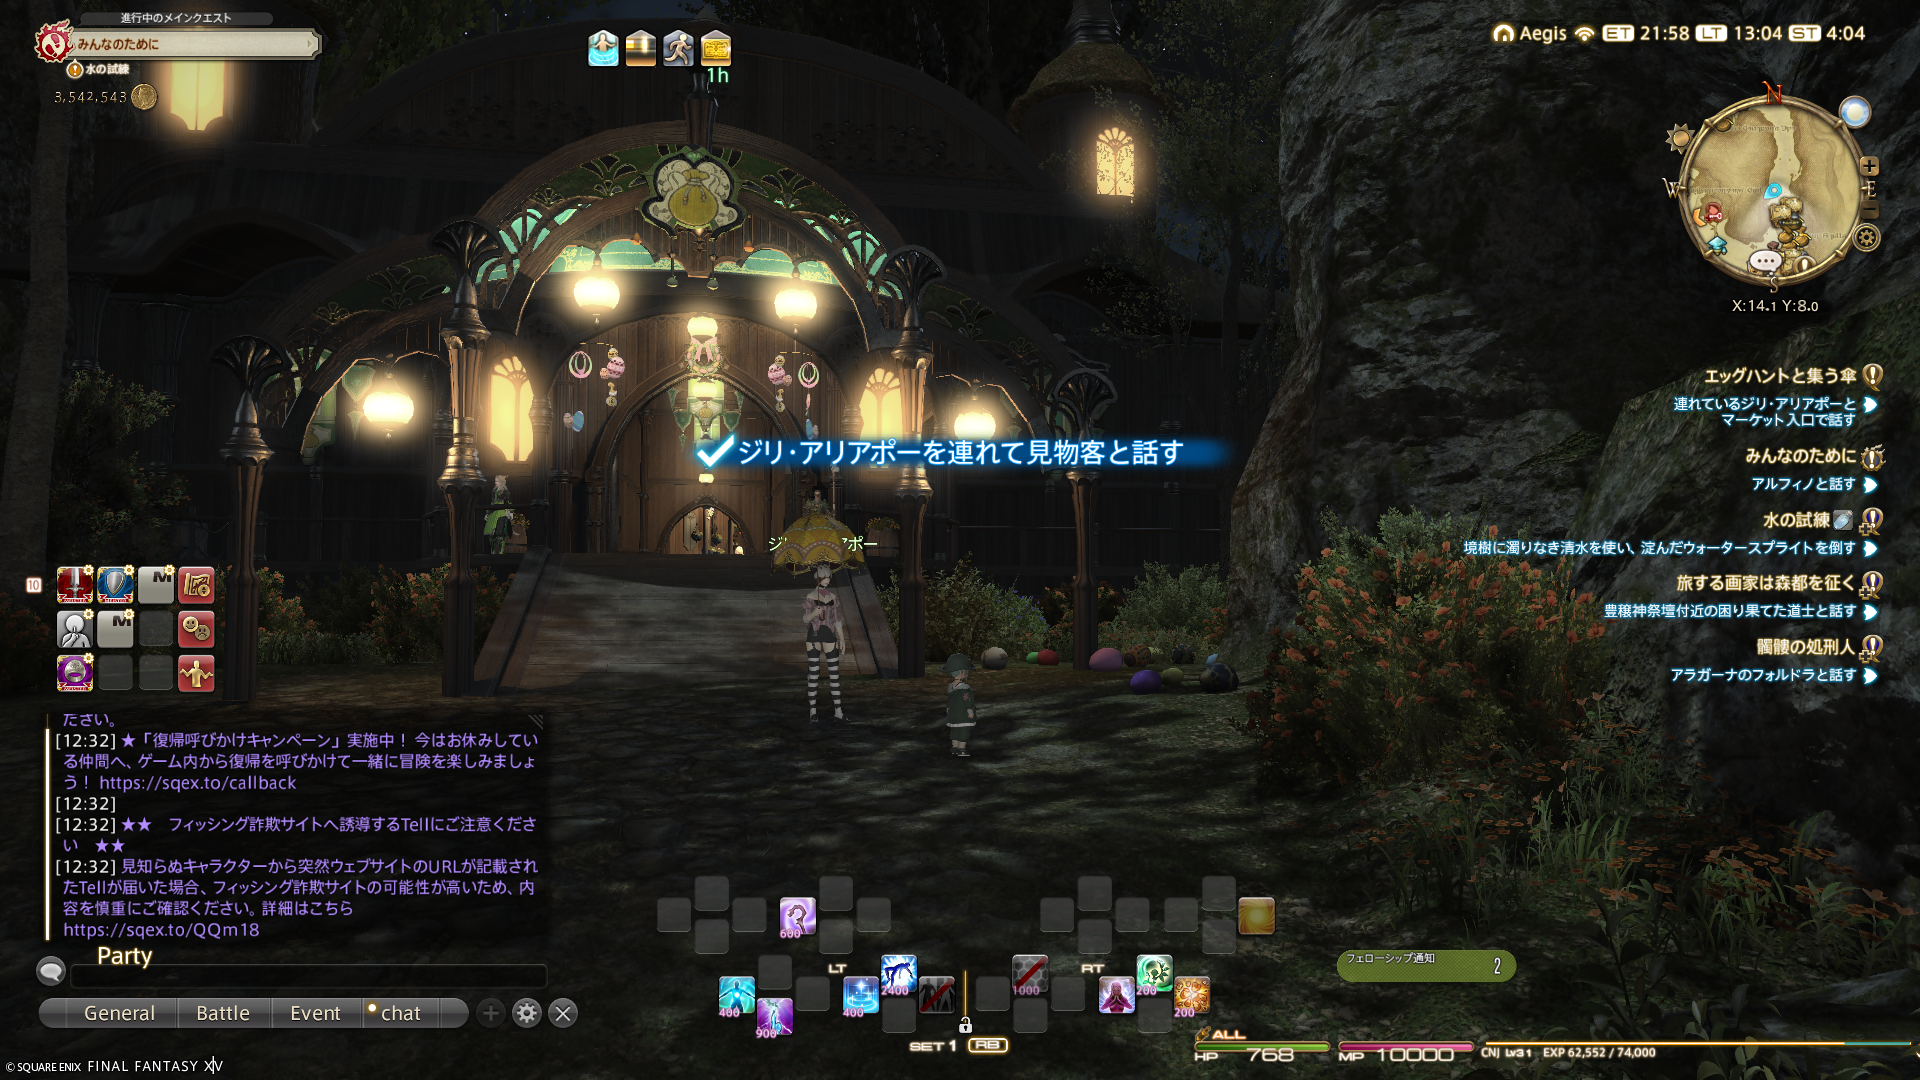 進行中のメインクエスト
みんなのために
水の試練
3,542,543
1h
Aegis ET 21:58 LT 13:04 ST 4:04
N
W
E
S
X:14.1 Y:8.0
エッグハントと集う傘
連れているジリ・アリアポーと
マーケット入口で話す
みんなのために
アルフィノと話す
水の試練
境樹に濁りなき清水を使い、淀んだウォータースプライトを倒す
旅する画家は森都を征く
豊穣神祭壇付近の困り果てた道士と話す
髑髏の処刑人
アラガーナのフォルドラと話す
ジリ・アリアポーを連れて見物客と話す
ジ
ポー
10
M
M
ださい。
[12:32] ★「復帰呼びかけキャンペーン」実施中！ 今はお休みしてい
る仲間へ、ゲーム内から復帰を呼びかけて一緒に冒険を楽しみましょ
う！ https://sqex.to/callback
[12:32]
[12:32] ★★　フィッシング詐欺サイトへ誘導するTellにご注意くださ
い　★★
[12:32] 見知らぬキャラクターから突然ウェブサイトのURLが記載され
たTellが届いた場合、フィッシング詐欺サイトの可能性が高いため、内
容を慎重にご確認ください。詳細はこちら
https://sqex.to/QQm18
Party
General Battle Event chat
600
LT
RT
400
900
400
2400
1000
200
200
SET 1 RB
フェローシップ通知 2
ALL
HP 768 MP 10000 CNJ Lv31 EXP 62,552 / 74,000
© SQUARE ENIX FINAL FANTASY XIV